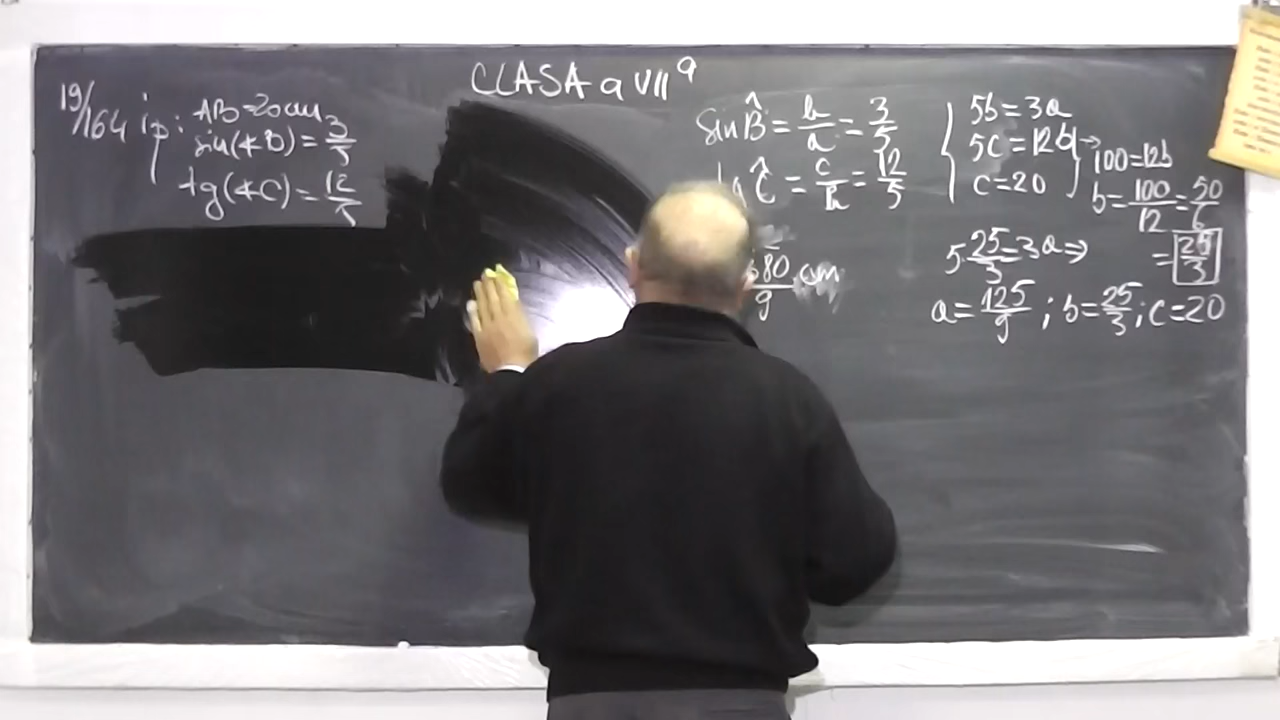 CLASA a VII a
19/164 ip: AB=20cm
sin(∢B)=3/5
tg(∢C)=12/5
sin B̂ = b/a = 3/5
tg Ĉ = c/b = 12/5
680/9 cm
{ 5b=3a
5c=12b
c=20 } →
100=12b
b=100/12=50/6
=25/3
5·25/3=3a⇒
a=125/9; b=25/3; c=20